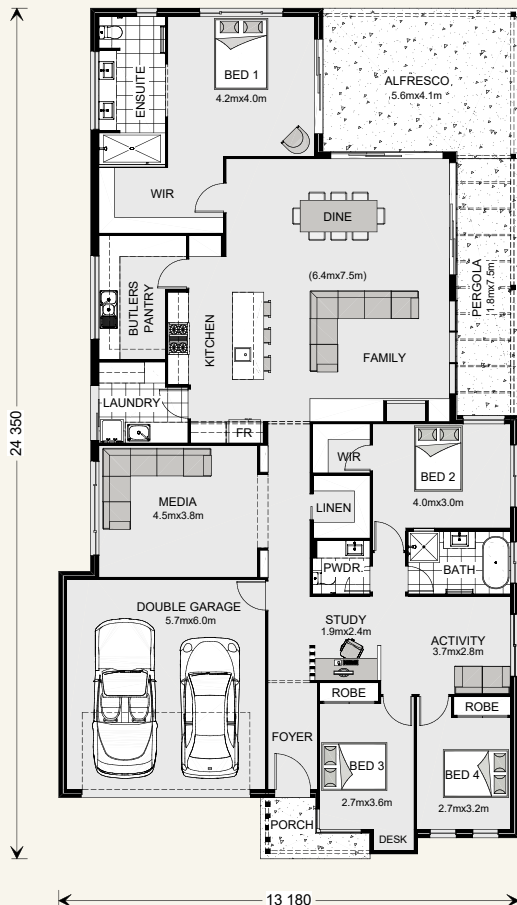 ENSUITE
BED 1
4.2mx4.0m
ALFRESCO
5.6mx4.1m
WIR
DINE
(6.4mx7.5m)
PERGOLA
1.8mx7.5m
BUTLERS
PANTRY
KITCHEN
FAMILY
LAUNDRY
FR
WIR
BED 2
4.0mx3.0m
MEDIA
4.5mx3.8m
LINEN
PWDR.
BATH
DOUBLE GARAGE
5.7mx6.0m
STUDY
1.9mx2.4m
ACTIVITY
3.7mx2.8m
ROBE
ROBE
FOYER
BED 3
2.7mx3.6m
BED 4
2.7mx3.2m
PORCH
DESK
24 350
13 180